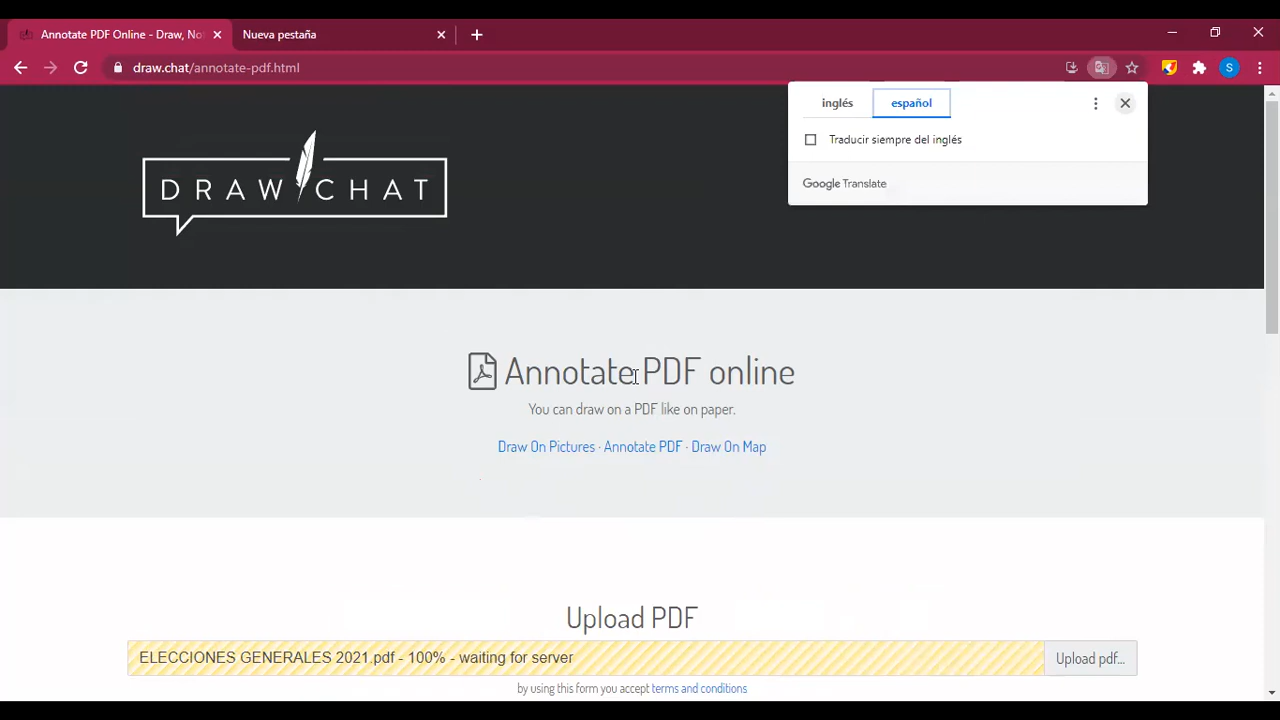 Annotate PDF Online - Draw, No
Nueva pestaña
draw.chat/annotate-pdf.html
S
inglés
español
Traducir siempre del inglés
Google Translate
DRAW CHAT
Annotate PDF online
You can draw on a PDF like on paper.
Draw On Pictures · Annotate PDF · Draw On Map
Upload PDF
ELECCIONES GENERALES 2021.pdf - 100% - waiting for server
Upload pdf...
by using this form you accept terms and conditions